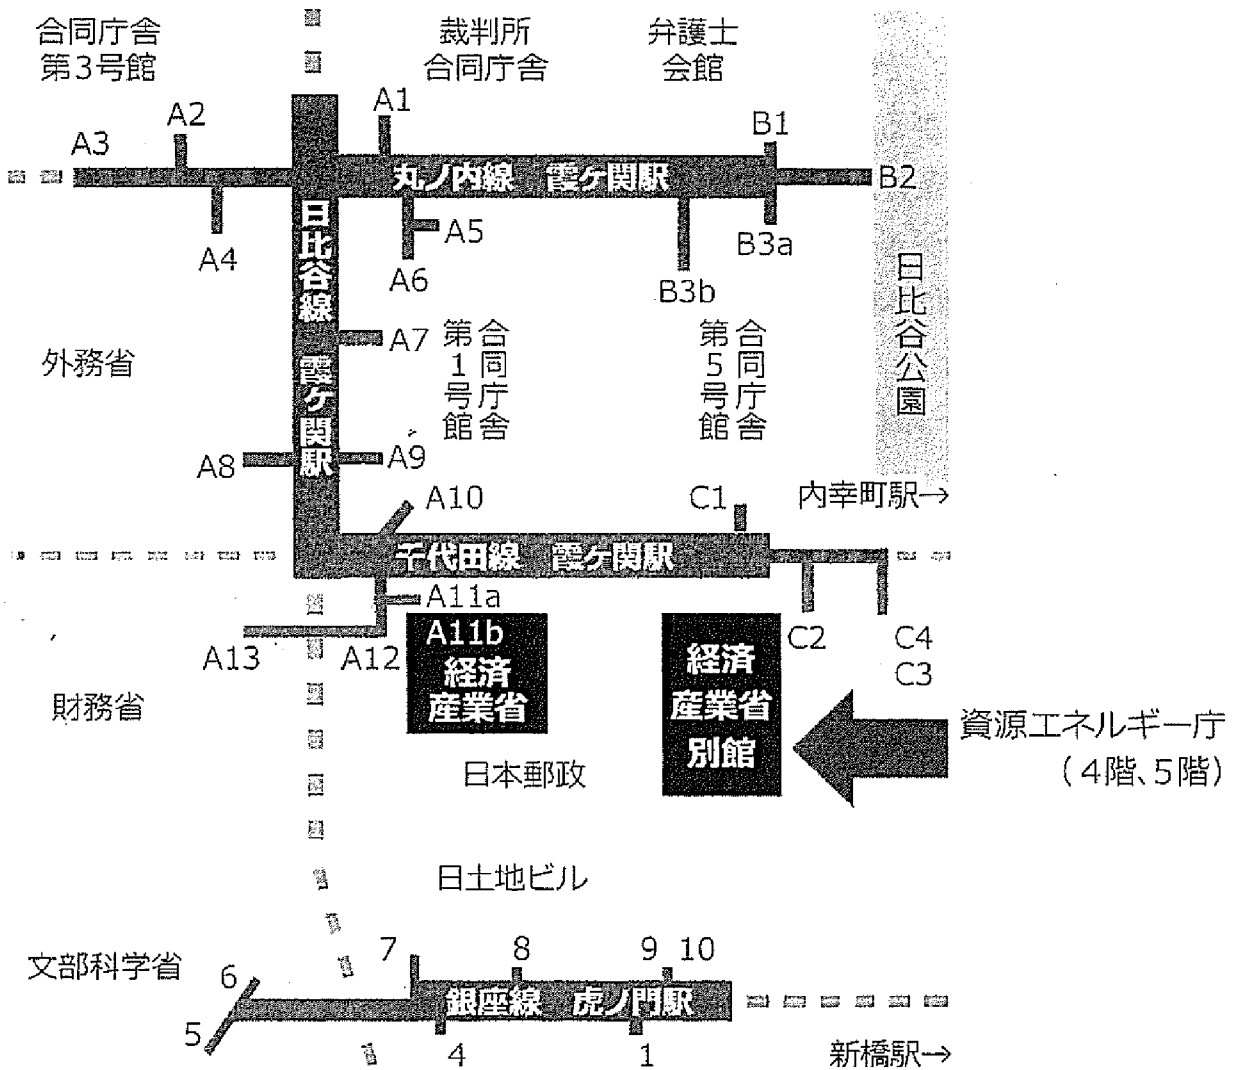 合同庁舎
第3号館
裁判所
合同庁舎
弁護士
会館
A1
A2
A3
B1
丸ノ内線 霞ケ関駅
B2
A4
A5
A6
B3a
B3b
日比谷線 霞ケ関駅
日比谷公園
外務省
A7
合同庁舎
第1号館
合同庁舎
第5号館
A8
A9
A10
C1
内幸町駅→
千代田線 霞ケ関駅
A11a
A11b
経済
産業省
A13
A12
経済
産業省
別館
C2
C4
C3
財務省
資源エネルギー庁
(4階、5階)
日本郵政
日土地ビル
文部科学省
7
8
9
10
6
銀座線 虎ノ門駅
5
4
1
新橋駅→